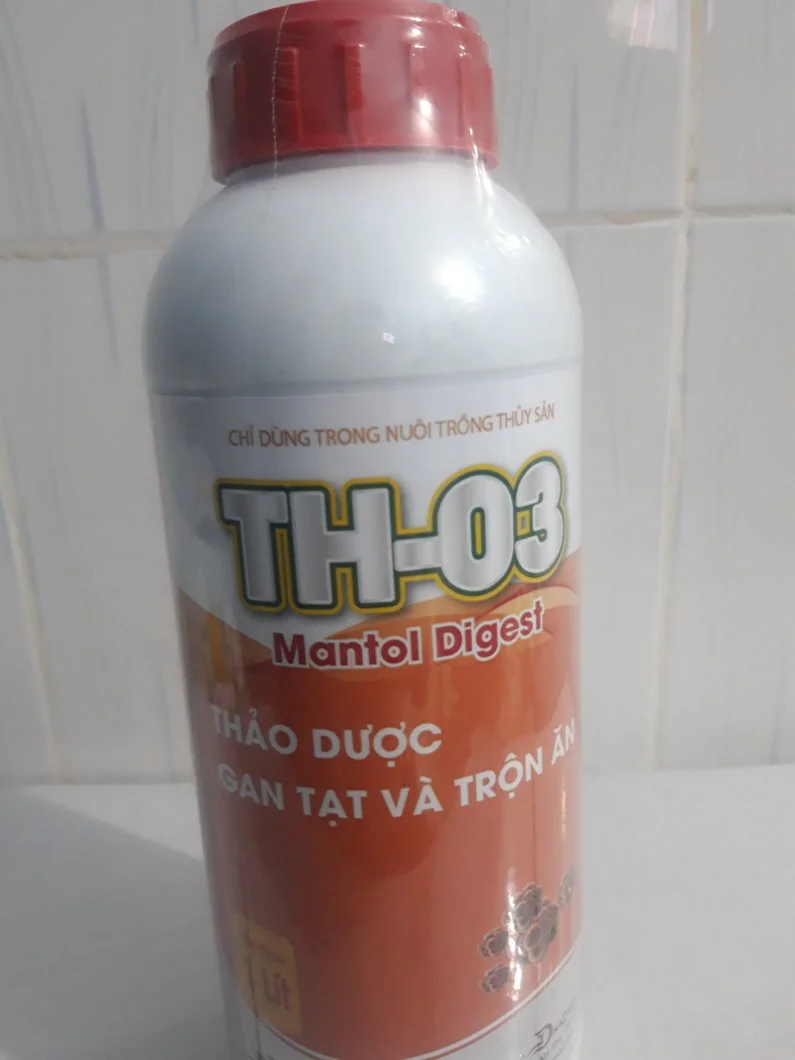 CHỈ DÙNG TRONG NUÔI TRỒNG THỦY SẢN
TH-03
Mantol Digest
THẢO DƯỢC
GAN TẠT VÀ TRỘN ĂN
1 Lít